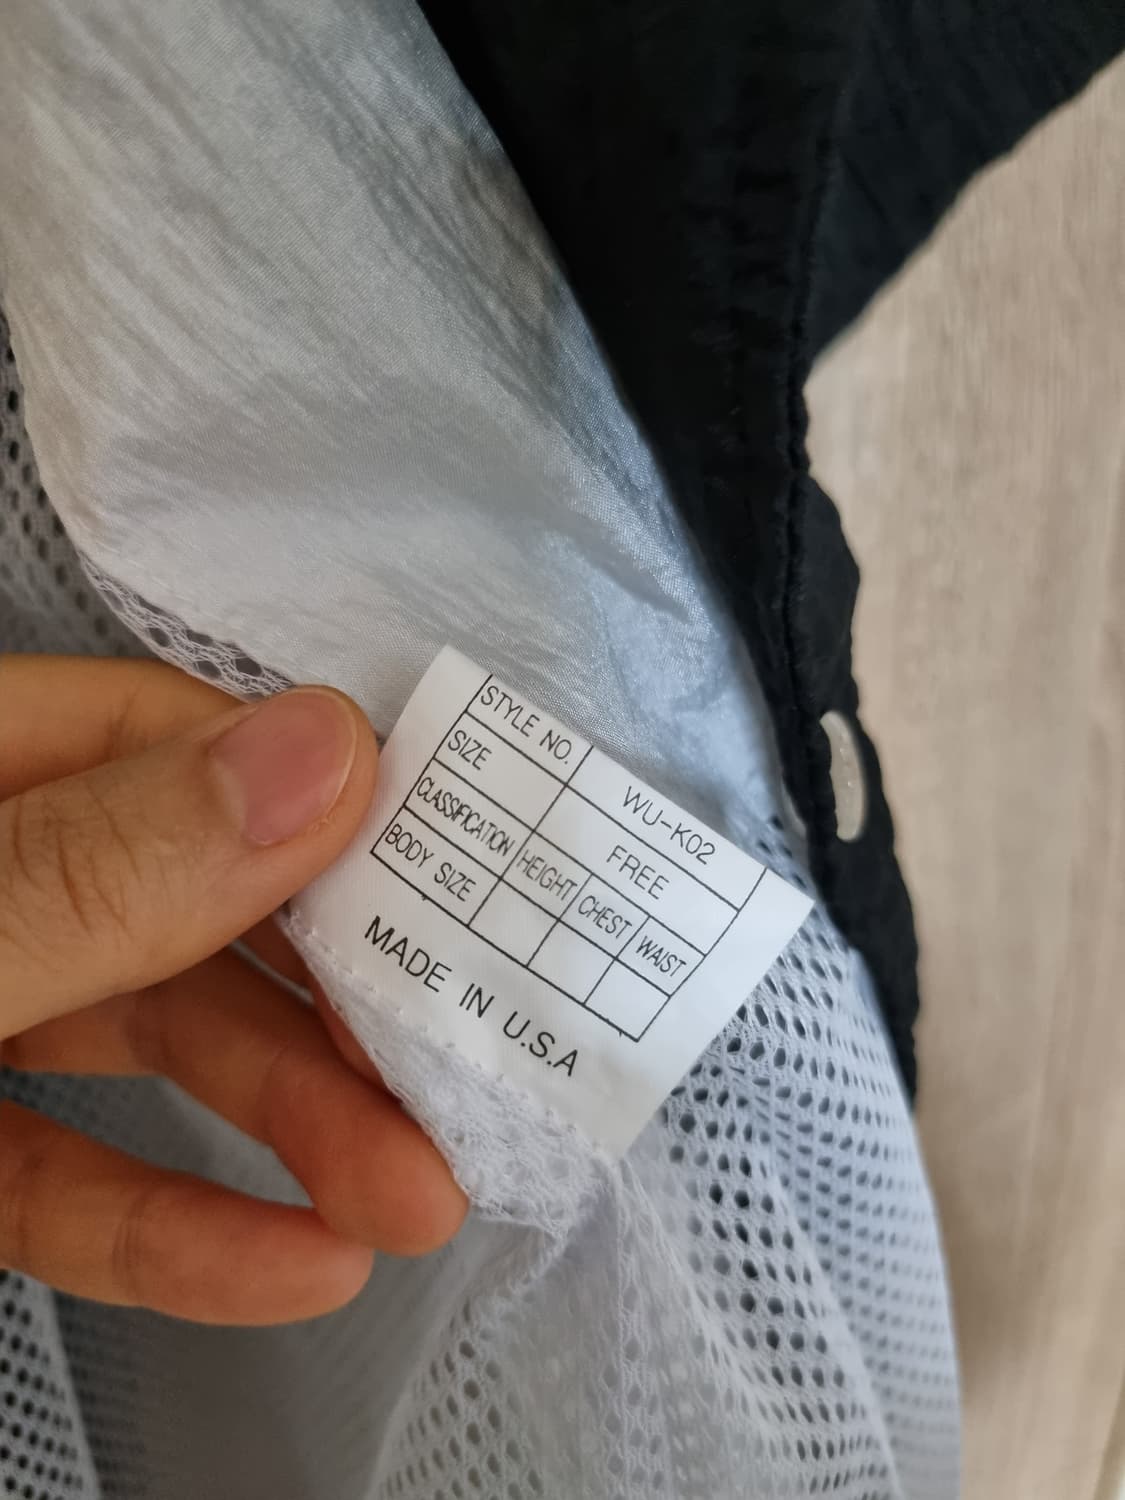 STYLE NO. WU-K02
SIZE FREE
CLASSIFICATION HEIGHT CHEST WAIST
BODY SIZE
MADE IN U.S.A